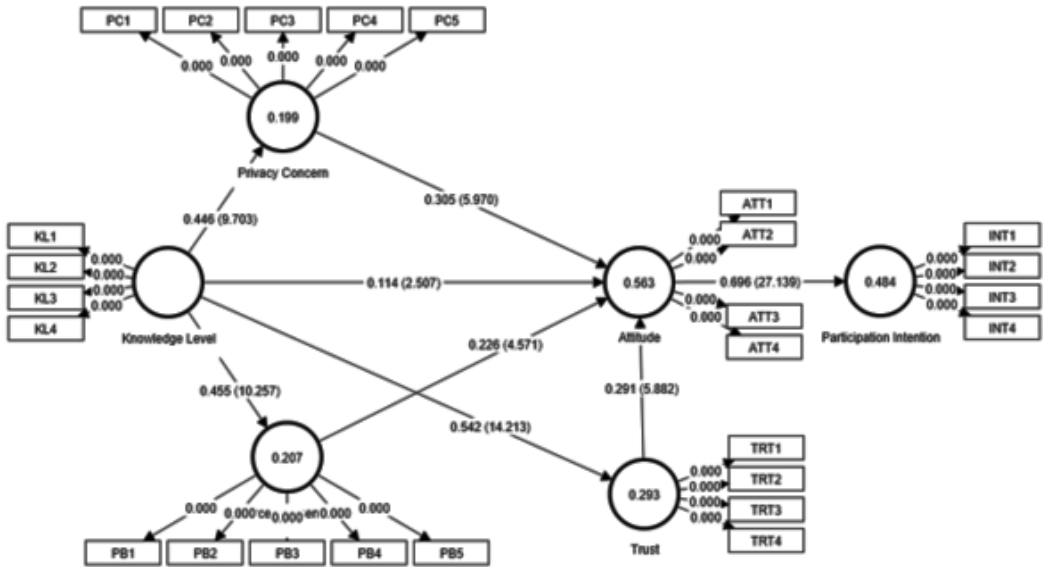 PC1 PC2 PC3 PC4 PC5
0.000 0.000 0.000 0.000 0.000
0.199
Privacy Concern
0.446 (9.703)
0.305 (5.970)
KL1
KL2
KL3
KL4
0.000
0.000
0.000
0.000
Knowledge Level
0.114 (2.507)
0.563
Attitude
ATT1
ATT2
0.000
0.000
0.000
0.000
ATT3
ATT4
0.696 (27.139)
0.484
Participation Intention
0.000
0.000
0.000
0.000
INT1
INT2
INT3
INT4
0.226 (4.571)
0.455 (10.257)
0.542 (14.213)
0.291 (5.882)
0.207
0.000 0.000 0.000 0.000 0.000
PB1 PB2 PB3 PB4 PB5
0.293
Trust
0.000
0.000
0.000
0.000
TRT1
TRT2
TRT3
TRT4